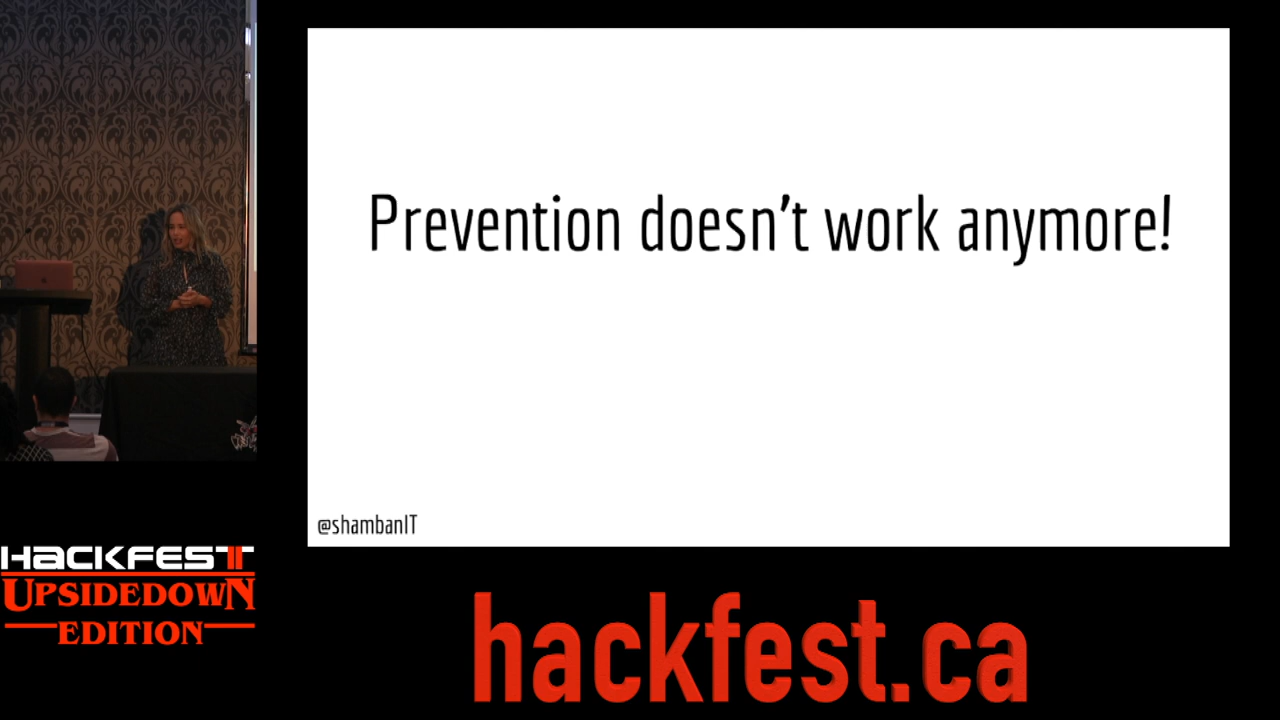 Prevention doesn't work anymore!
@shambanIT
HACKFEST
UPSIDEDOWN
EDITION
hackfest.ca